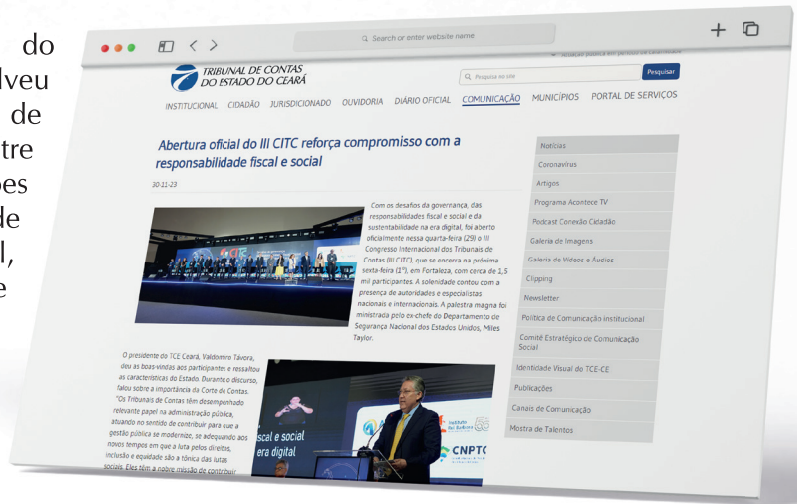 do
lveu
de
tre
ões
de
l,
e
Search or enter website name
TRIBUNAL DE CONTAS
DO ESTADO DO CEARÁ
Pesquisa no site
Pesquisar
INSTITUCIONAL CIDADÃO JURISDICIONADO OUVIDORIA DIÁRIO OFICIAL COMUNICAÇÃO MUNICÍPIOS PORTAL DE SERVIÇOS
Abertura oficial do III CITC reforça compromisso com a
responsabilidade fiscal e social
30-11-23
Com os desafios da governança, das
responsabilidades fiscal e social e da
sustentabilidade na era digital, foi aberto
oficialmente nessa quarta-feira (29) o III
Congresso Internacional dos Tribunais de
Contas (III CITC), que se encerra na próxima
sexta-feira (1º), em Fortaleza, com cerca de 1,5
mil participantes. A solenidade contou com a
presença de autoridades e especialistas
nacionais e internacionais. A palestra magna foi
ministrada pelo ex-chefe do Departamento de
Segurança Nacional dos Estados Unidos, Miles
Taylor.
O presidente do TCE Ceará, Valdomiro Távora,
deu as boas-vindas aos participantes e ressaltou
as características do Estado. Durante o discurso,
falou sobre a importância da Corte de Contas.
"Os Tribunais de Contas têm desempenhado
relevante papel na administração pública,
atuando no sentido de contribuir para que a
gestão pública se modernize, se adequando aos
novos tempos em que a luta pelos direitos,
inclusão e equidade são a tônica das lutas
sociais. Eles têm a nobre missão de contribuir
scal e social
era digital
CNPTC
Notícias
Coronavírus
Artigos
Programa Acontece TV
Podcast Conexão Cidadão
Galeria de Imagens
Galeria de Vídeos e Áudios
Clipping
Newsletter
Política de Comunicação Institucional
Comitê Estratégico de Comunicação
Social
Identidade Visual do TCE-CE
Publicações
Canais de Comunicação
Mostra de Talentos